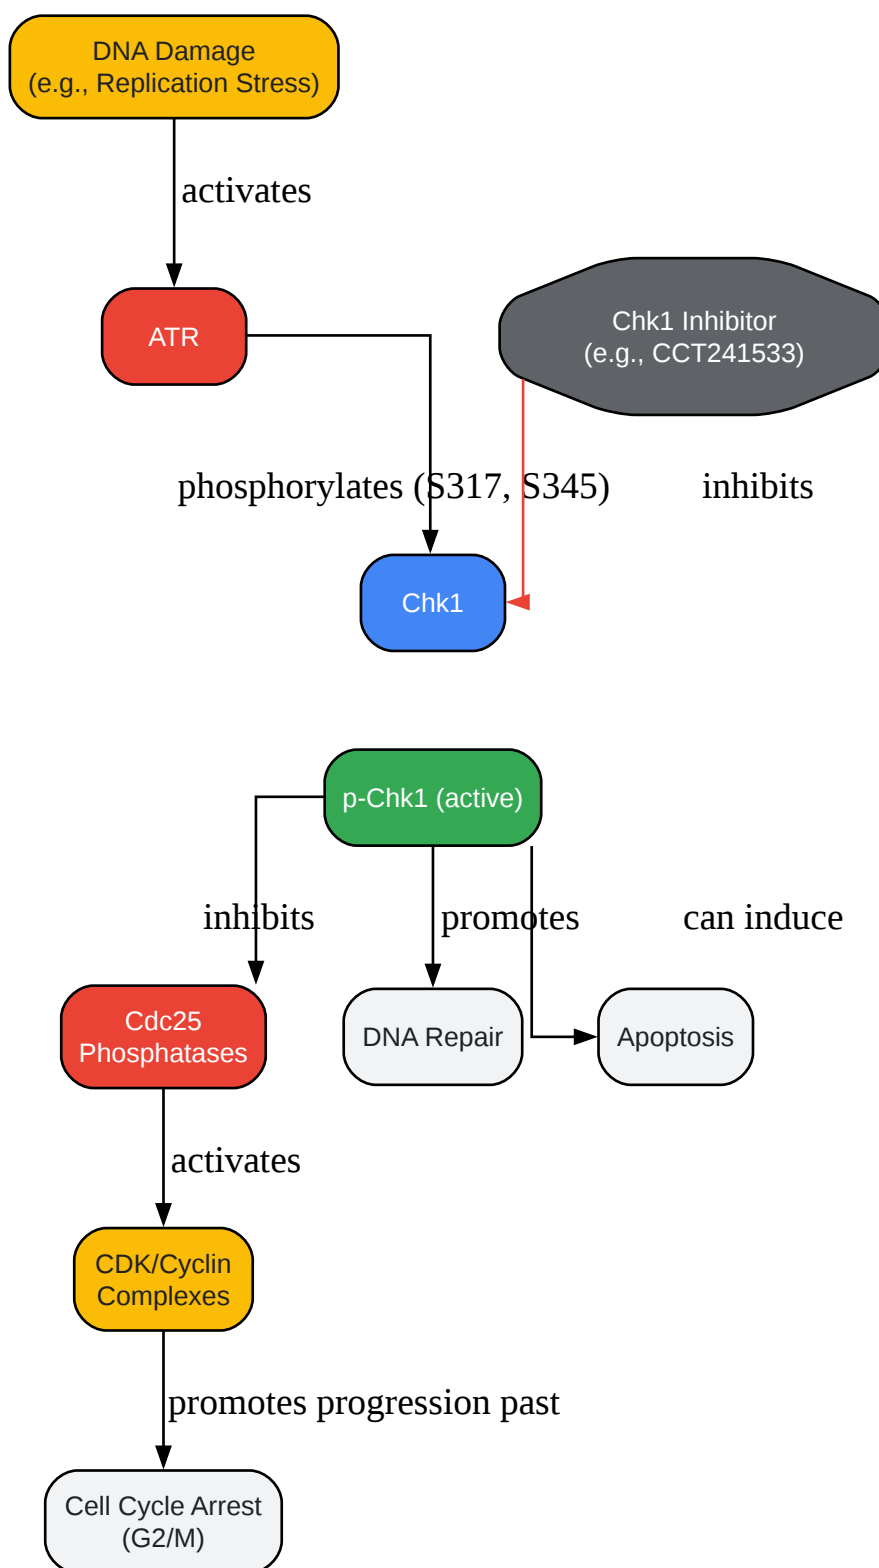 DNA Damage
(e.g., Replication Stress)
activates
ATR
Chk1 Inhibitor
(e.g., CCT241533)
phosphorylates (S317, S345)
inhibits
Chk1
p-Chk1 (active)
inhibits
promotes
can induce
Cdc25
Phosphatases
DNA Repair
Apoptosis
activates
CDK/Cyclin
Complexes
promotes progression past
Cell Cycle Arrest
(G2/M)